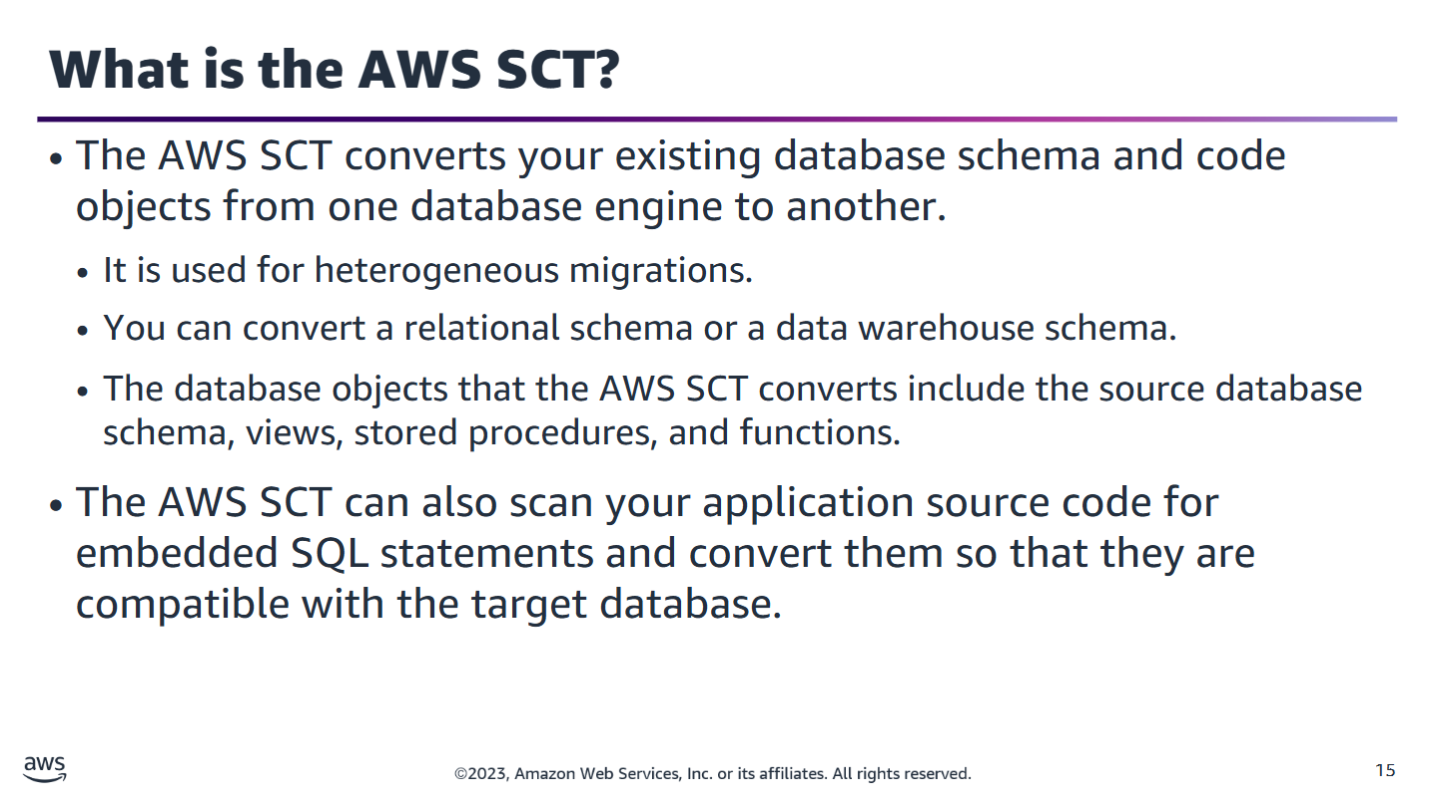 What is the AWS SCT?
• The AWS SCT converts your existing database schema and code
objects from one database engine to another.
• It is used for heterogeneous migrations.
• You can convert a relational schema or a data warehouse schema.
• The database objects that the AWS SCT converts include the source database
schema, views, stored procedures, and functions.
• The AWS SCT can also scan your application source code for
embedded SQL statements and convert them so that they are
compatible with the target database.
aws
©2023, Amazon Web Services, Inc. or its affiliates. All rights reserved.
15